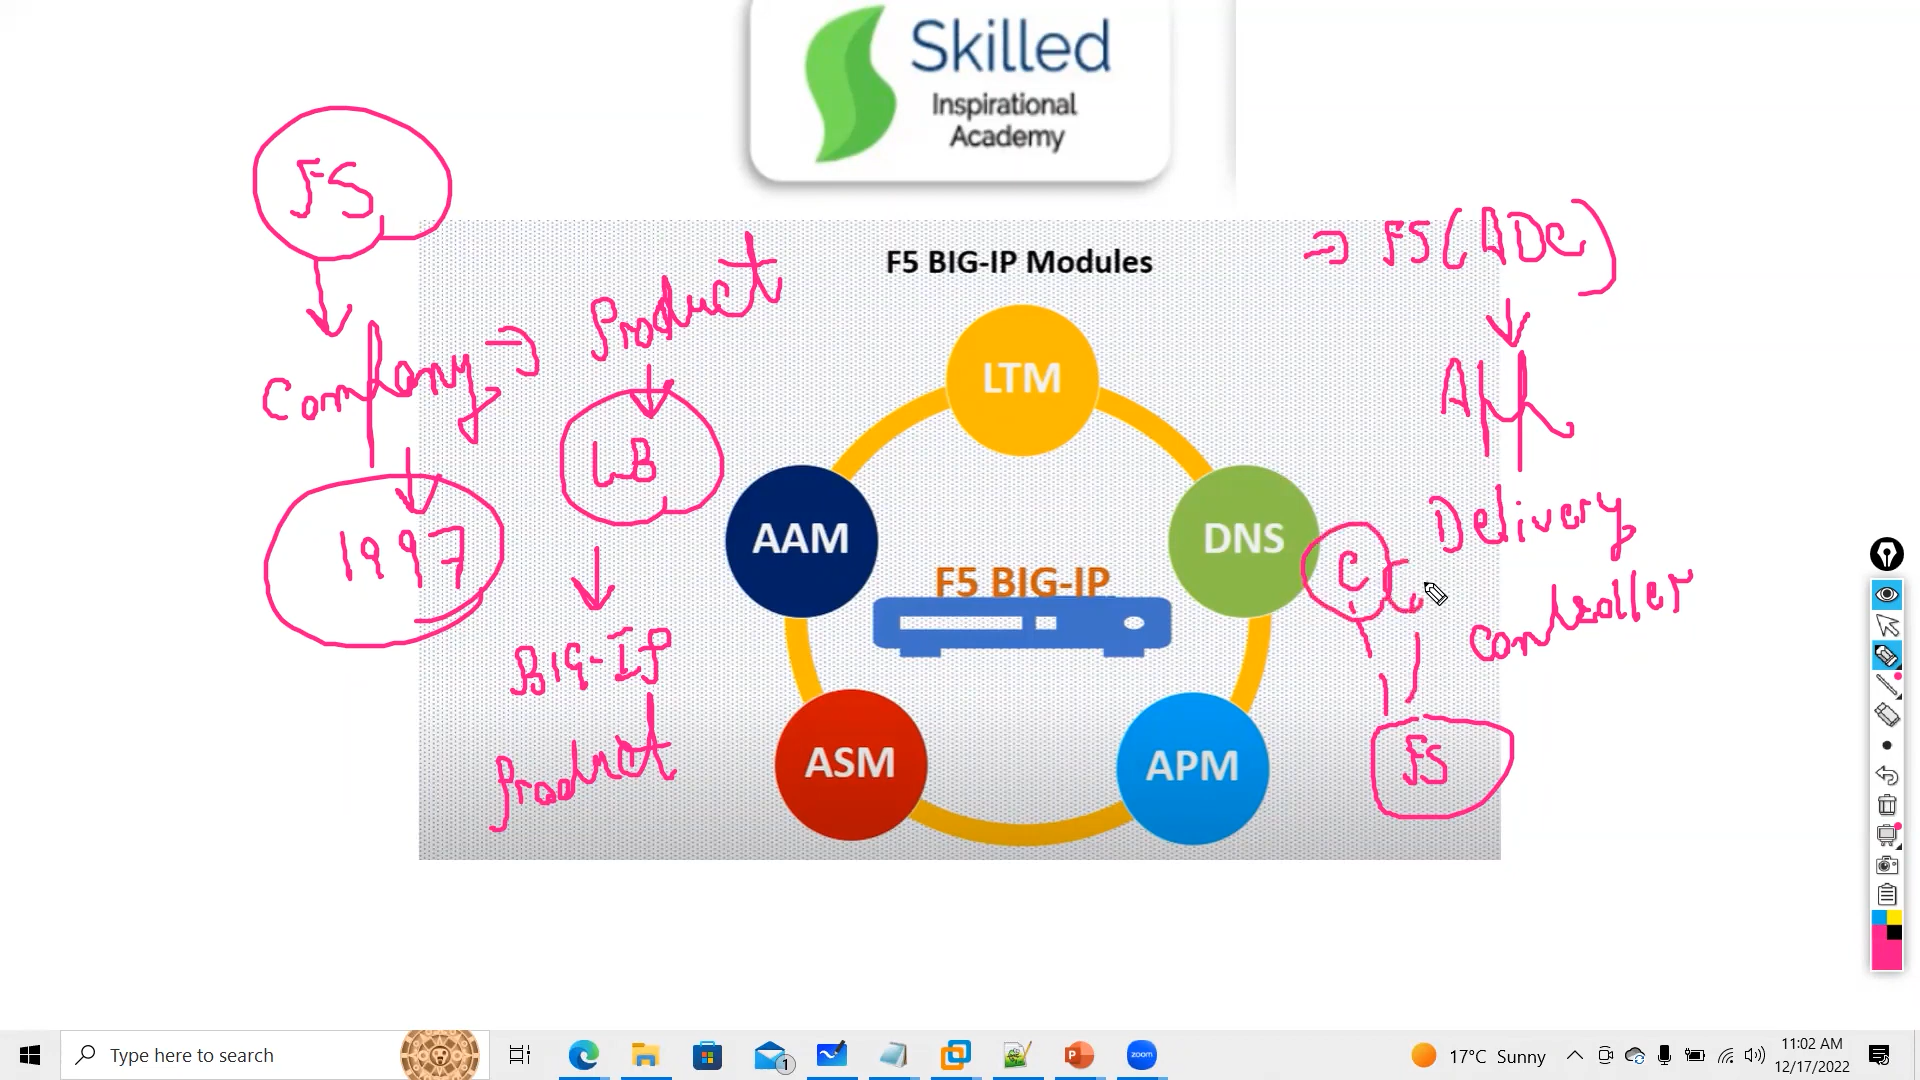 Skilled
Inspirational
Academy
F5
Company → Product
1997
LB
BIG-IP
Product
F5 BIG-IP Modules
LTM
AAM
DNS
F5 BIG-IP
ASM
APM
⇒ F5 (ADC)
App
Delivery
Controller
C
F5
Type here to search
1
P
zoom
17°C Sunny
11:02 AM
12/17/2022